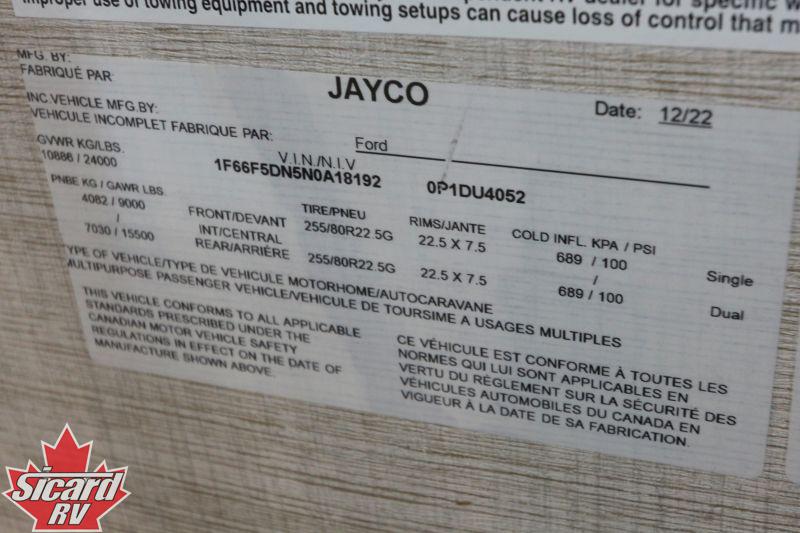 improper use of towing equipment and towing setups can cause loss of control that m
MFG. BY:
FABRIQUÉ PAR:
JAYCO
Date: 12/22
INC.VEHICLE MFG.BY:
VEHICULE INCOMPLET FABRIQUE PAR:
Ford
GVWR KG/LBS.
10886 / 24000
V.I.N./N.I.V
1F66F5DN5N0A18192
0P1DU4052
PNBE KG / GAWR LBS.
TIRE/PNEU
RIMS/JANTE
COLD INFL. KPA / PSI
4082 / 9000
FRONT/DEVANT
255/80R22.5G
22.5 X 7.5
689 / 100
Single
/
INT/CENTRAL
/
7030 / 15500
REAR/ARRIÈRE
255/80R22.5G
22.5 X 7.5
689 / 100
Dual
TYPE OF VEHICLE/TYPE DE VEHICULE MOTORHOME/AUTOCARAVANE
MULTIPURPOSE PASSENGER VEHICLE/VEHICULE DE TOURSIME A USAGES MULTIPLES
THIS VEHICLE CONFORMS TO ALL APPLICABLE
STANDARDS PRESCRIBED UNDER THE
CANADIAN MOTOR VEHICLE SAFETY
REGULATIONS IN EFFECT ON THE DATE OF
MANUFACTURE SHOWN ABOVE.
CE VÉHICULE EST CONFORME À TOUTES LES
NORMES QUI LUI SONT APPLICABLES EN
VERTU DU RÈGLEMENT SUR LA SÉCURITÉ DES
VÉHICULES AUTOMOBILES DU CANADA EN
VIGUEUR À LA DATE DE SA FABRICATION.
Sicard
RV